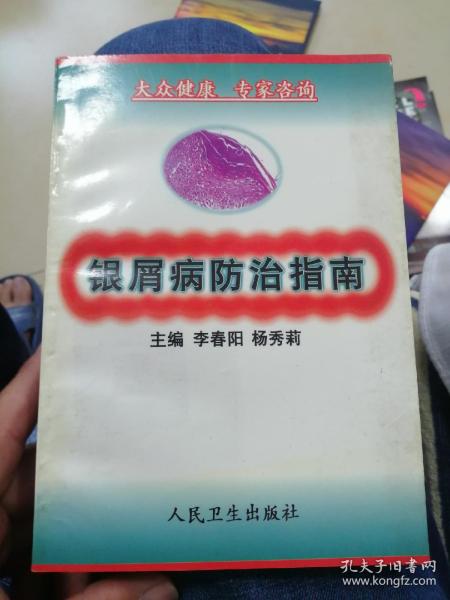 大众健康 专家咨询
银屑病防治指南
主编 李春阳 杨秀莉
人民卫生出版社
孔夫子旧书网
www.kongfz.com